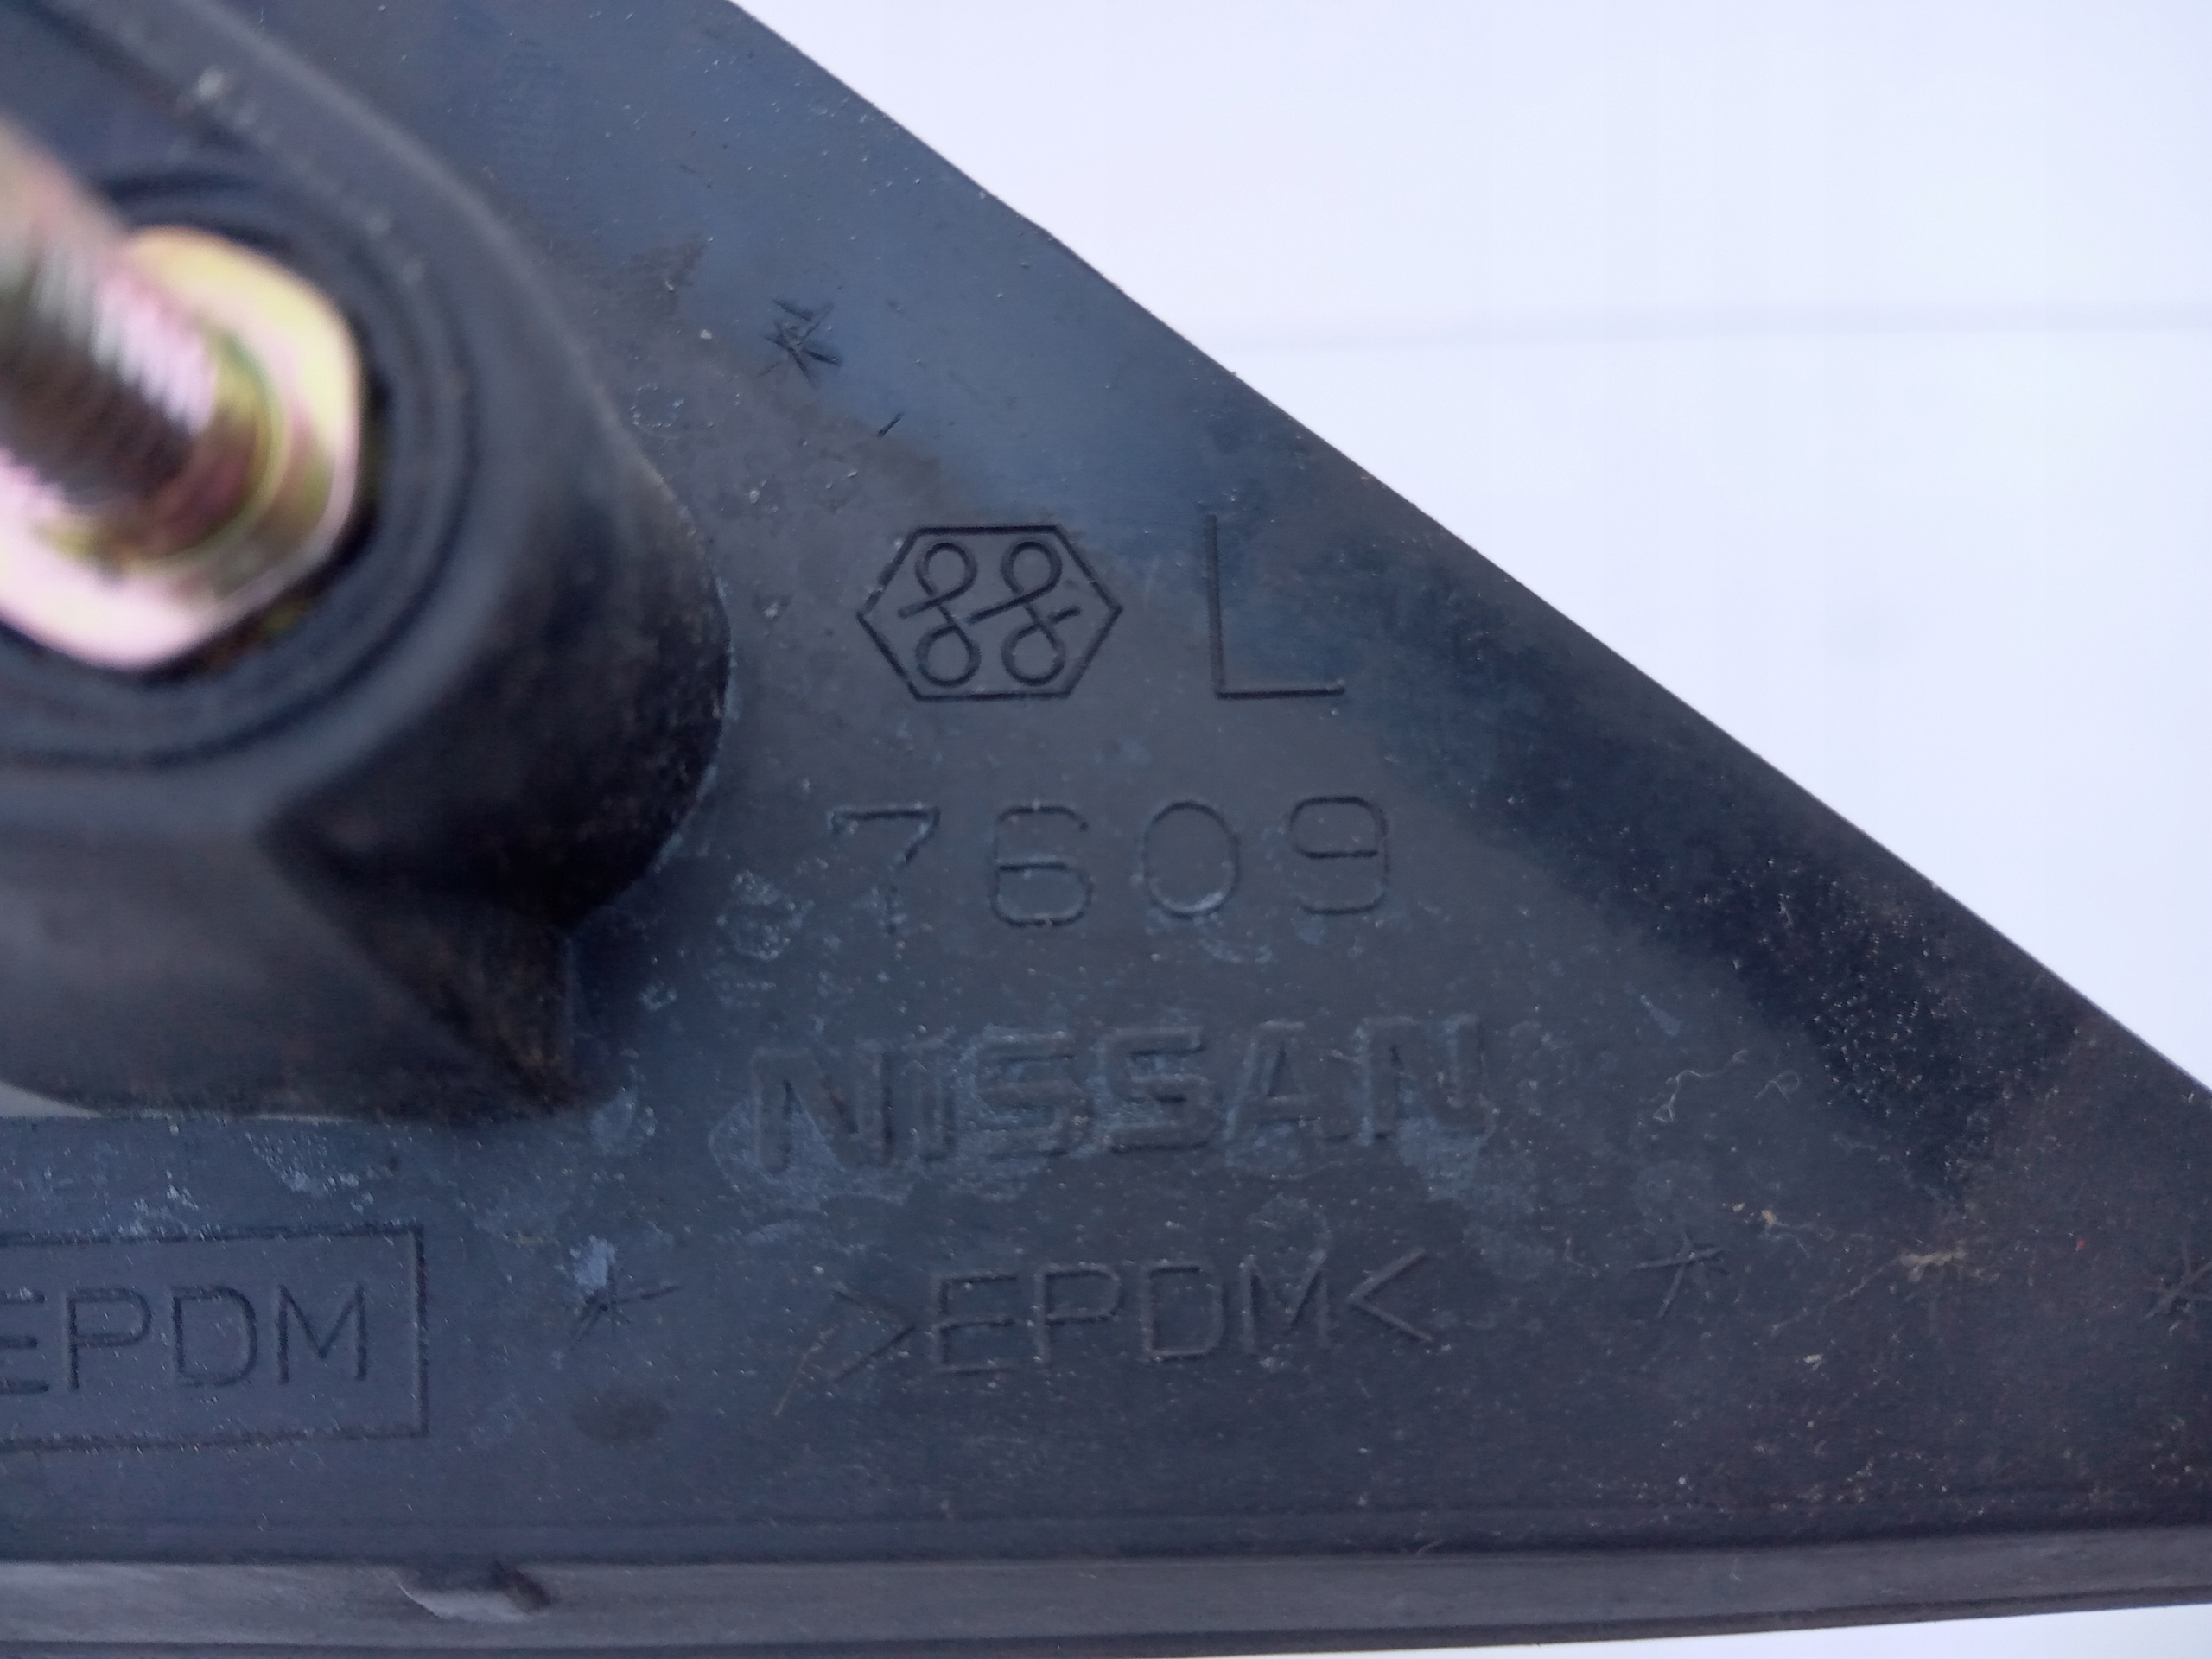 L
7609
NISSAN
>EPDM<
EPDM